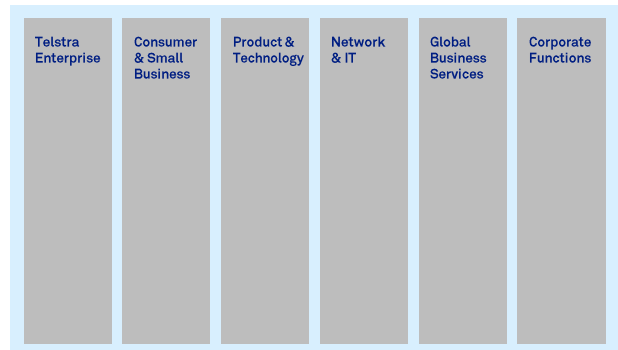 Telstra
Enterprise
Consumer
& Small
Business
Product &
Technology
Network
& IT
Global
Business
Services
Corporate
Functions